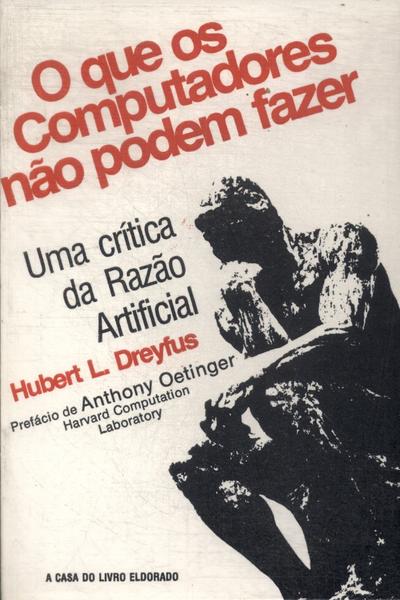 O que os
Computadores
não podem fazer
Uma crítica
da Razão
Artificial
Hubert L. Dreyfus
Prefácio de Anthony Oetinger
Harvard Computation
Laboratory
A CASA DO LIVRO ELDORADO